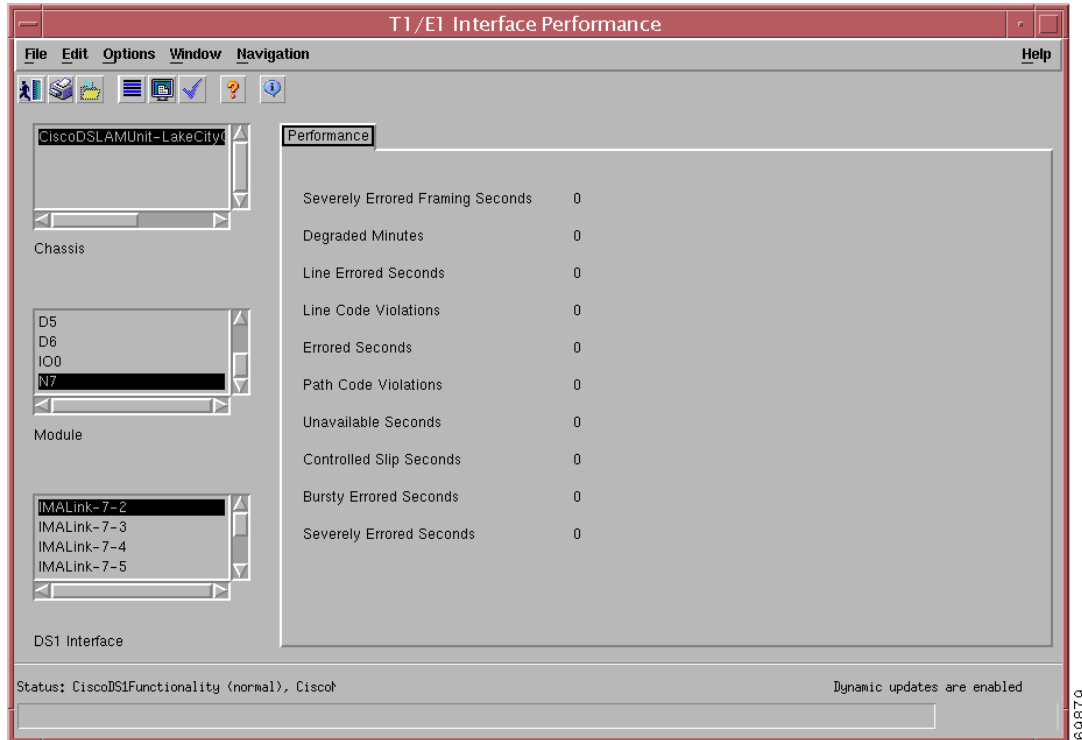 T1/E1 Interface Performance
File Edit Options Window Navigation Help
CiscoDSLAMUnit-LakeCity
Chassis
D5
D6
IO0
N7
Module
IMALink-7-2
IMALink-7-3
IMALink-7-4
IMALink-7-5
DS1 Interface
Performance
Severely Errored Framing Seconds 0
Degraded Minutes 0
Line Errored Seconds 0
Line Code Violations 0
Errored Seconds 0
Path Code Violations 0
Unavailable Seconds 0
Controlled Slip Seconds 0
Bursty Errored Seconds 0
Severely Errored Seconds 0
Status: CiscoDS1Functionality (normal), Cisco
Dynamic updates are enabled
69879